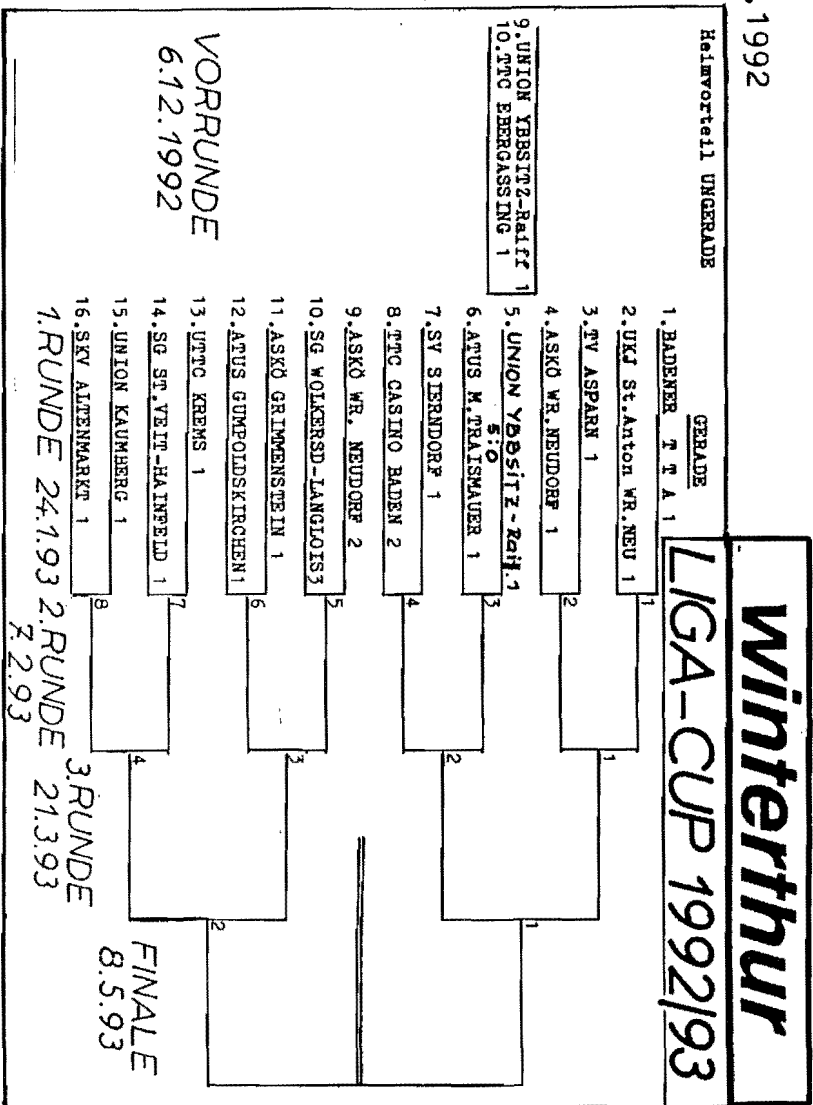 .1992
winterthur
LIGA-CUP 1992/93
Heimvorteil UNGERADE
GERADE
9.UNION YBBSITZ-Raiff 1
10.TTC EBERGASSING 1
1.BADENER T T A 1
2.UKJ St.Anton WR.NEU 1
3.TV ASPARN 1
4.ASKÖ WR.NEUDORF 1
5.UNION YBBSITZ-Raif.1
5:0
6.ATUS M.TRAISMAUER 1
7.SV SIERNDORF 1
8.TTC CASINO BADEN 2
9.ASKÖ WR. NEUDORF 2
10.SG WOLKERSD-LANGLOIS3
11.ASKÖ GRIMMENSTEIN 1
12.ATUS GUMPOLDSKIRCHEN1
13.UTTC KREMS 1
14.SG ST.VEIT-HAINFELD 1
15.UNION KAUMBERG 1
16.SKV ALTENMARKT 1
1
2
3
4
5
6
7
8
1
2
3
4
1
2
VORRUNDE
6.12.1992
1.RUNDE 24.1.93
2.RUNDE
7.2.93
3.RUNDE
21.3.93
FINALE
8.5.93